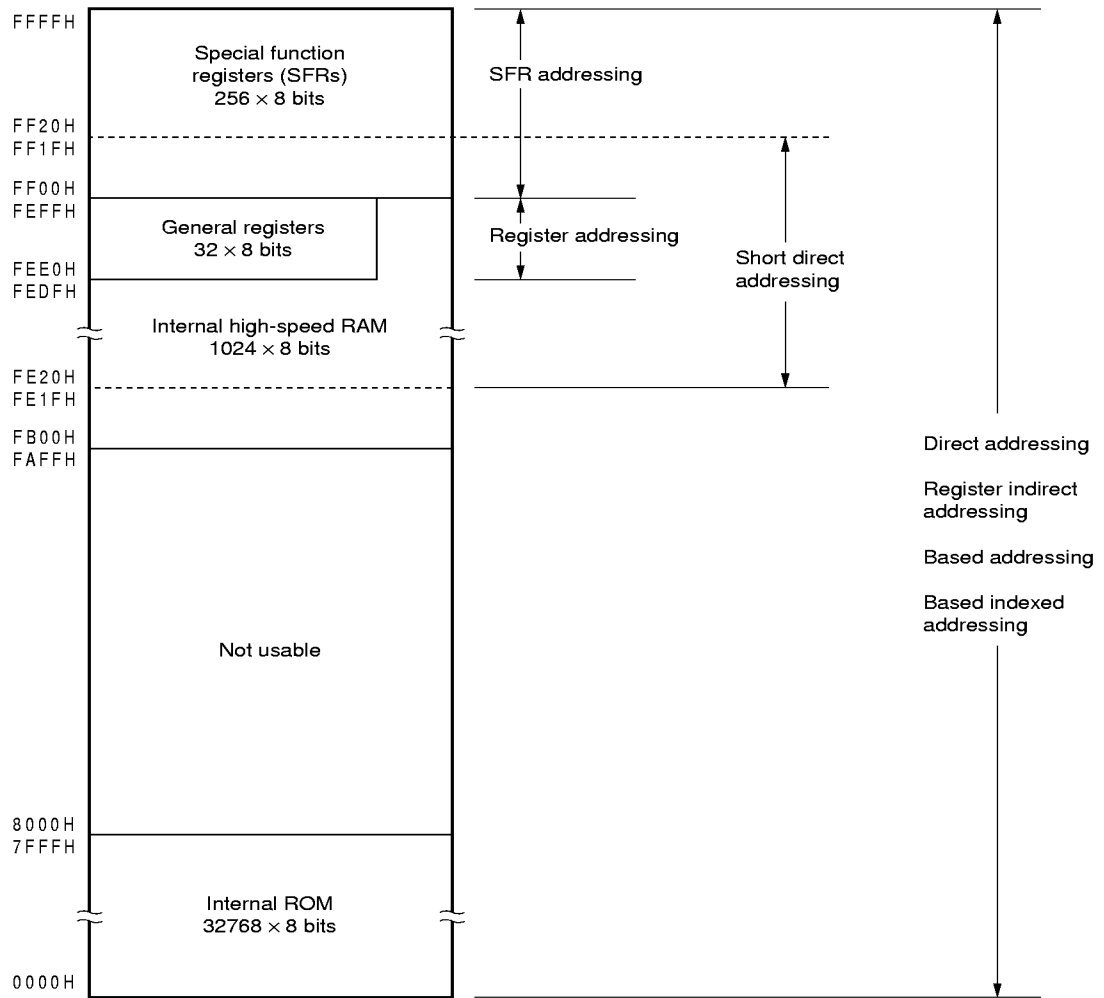 FFFFH
Special function
registers (SFRs)
256 × 8 bits
SFR addressing
FF20H
FF1FH
FF00H
FEFFH
General registers
32 × 8 bits
Register addressing
Short direct
addressing
FEE0H
FEDFH
Internal high-speed RAM
1024 × 8 bits
FE20H
FE1FH
FB00H
FAFFH
Direct addressing
Register indirect
addressing
Based addressing
Based indexed
addressing
Not usable
8000H
7FFFH
Internal ROM
32768 × 8 bits
0000H